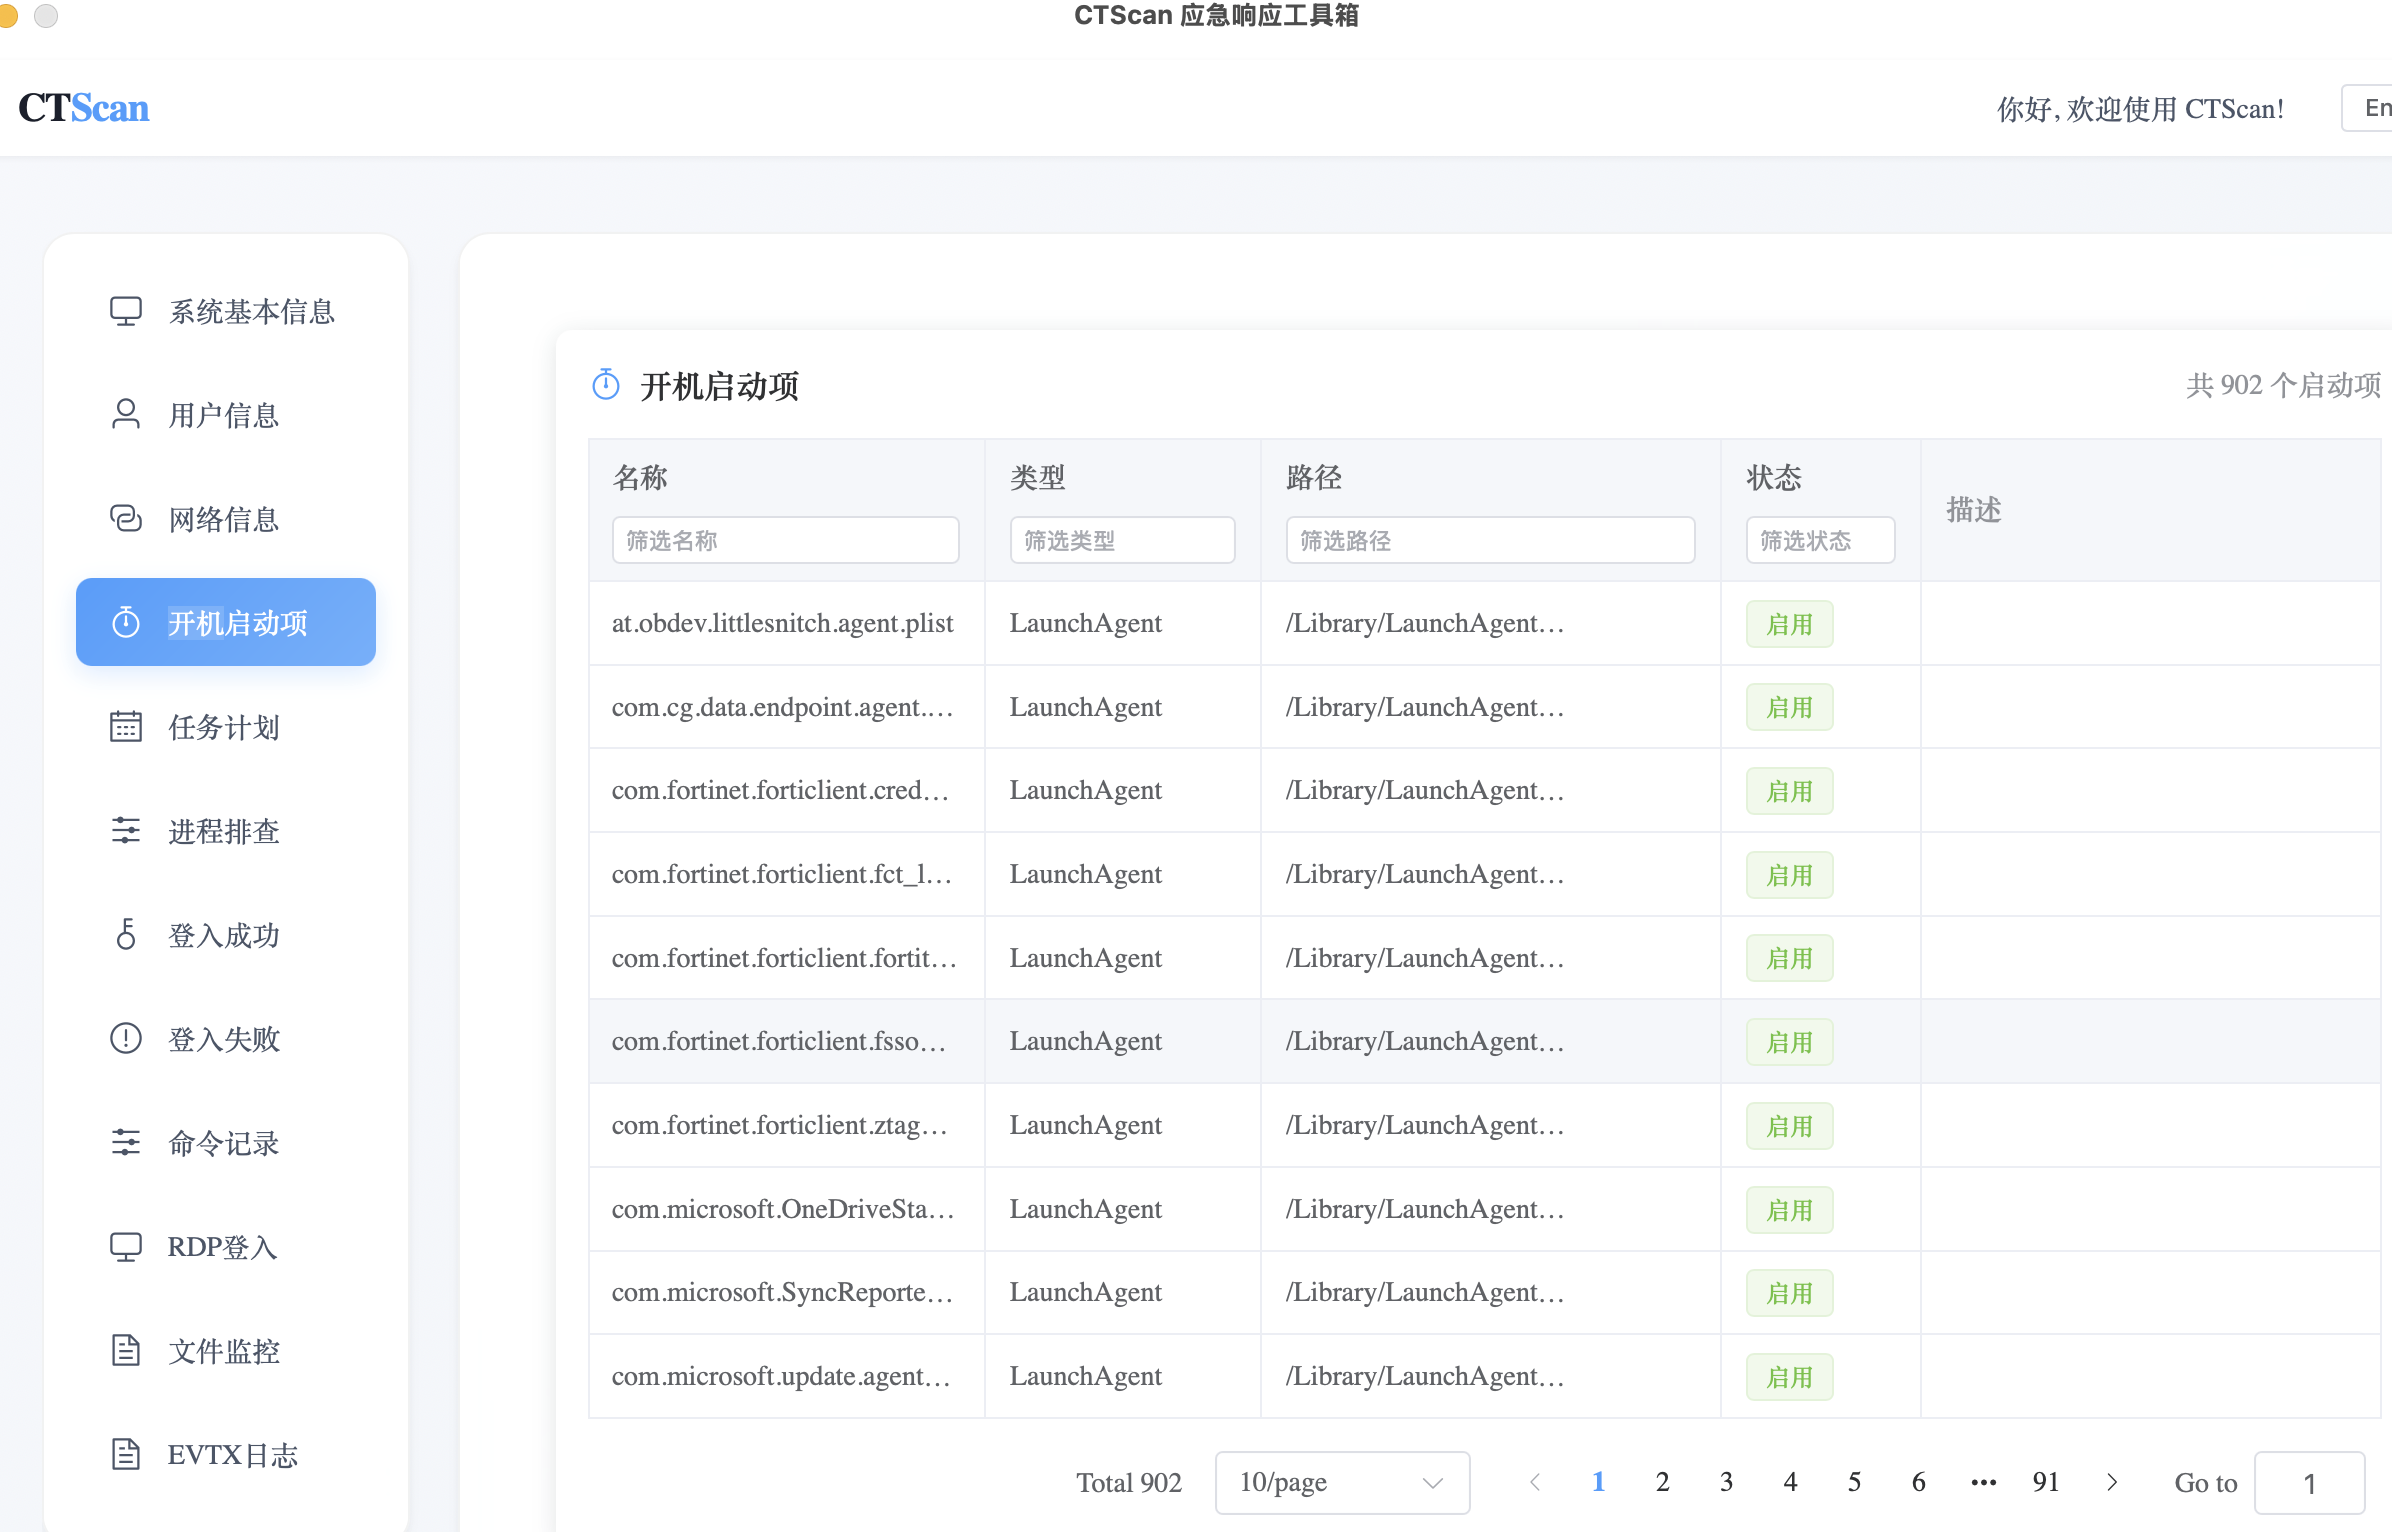 CTScan 应急响应工具箱
CTScan
你好, 欢迎使用 CTScan!
En
系统基本信息
用户信息
网络信息
开机启动项
任务计划
进程排查
登入成功
登入失败
命令记录
RDP登入
文件监控
EVTX日志
开机启动项
共 902 个启动项
名称 类型 路径 状态 描述
筛选名称 筛选类型 筛选路径 筛选状态
at.obdev.littlesnitch.agent.plist LaunchAgent /Library/LaunchAgent… 启用
com.cg.data.endpoint.agent.… LaunchAgent /Library/LaunchAgent… 启用
com.fortinet.forticlient.cred… LaunchAgent /Library/LaunchAgent… 启用
com.fortinet.forticlient.fct_l… LaunchAgent /Library/LaunchAgent… 启用
com.fortinet.forticlient.fortit… LaunchAgent /Library/LaunchAgent… 启用
com.fortinet.forticlient.fsso… LaunchAgent /Library/LaunchAgent… 启用
com.fortinet.forticlient.ztag… LaunchAgent /Library/LaunchAgent… 启用
com.microsoft.OneDriveSta… LaunchAgent /Library/LaunchAgent… 启用
com.microsoft.SyncReporte… LaunchAgent /Library/LaunchAgent… 启用
com.microsoft.update.agent… LaunchAgent /Library/LaunchAgent… 启用
Total 902 10/page 1 2 3 4 5 6 ••• 91 Go to 1